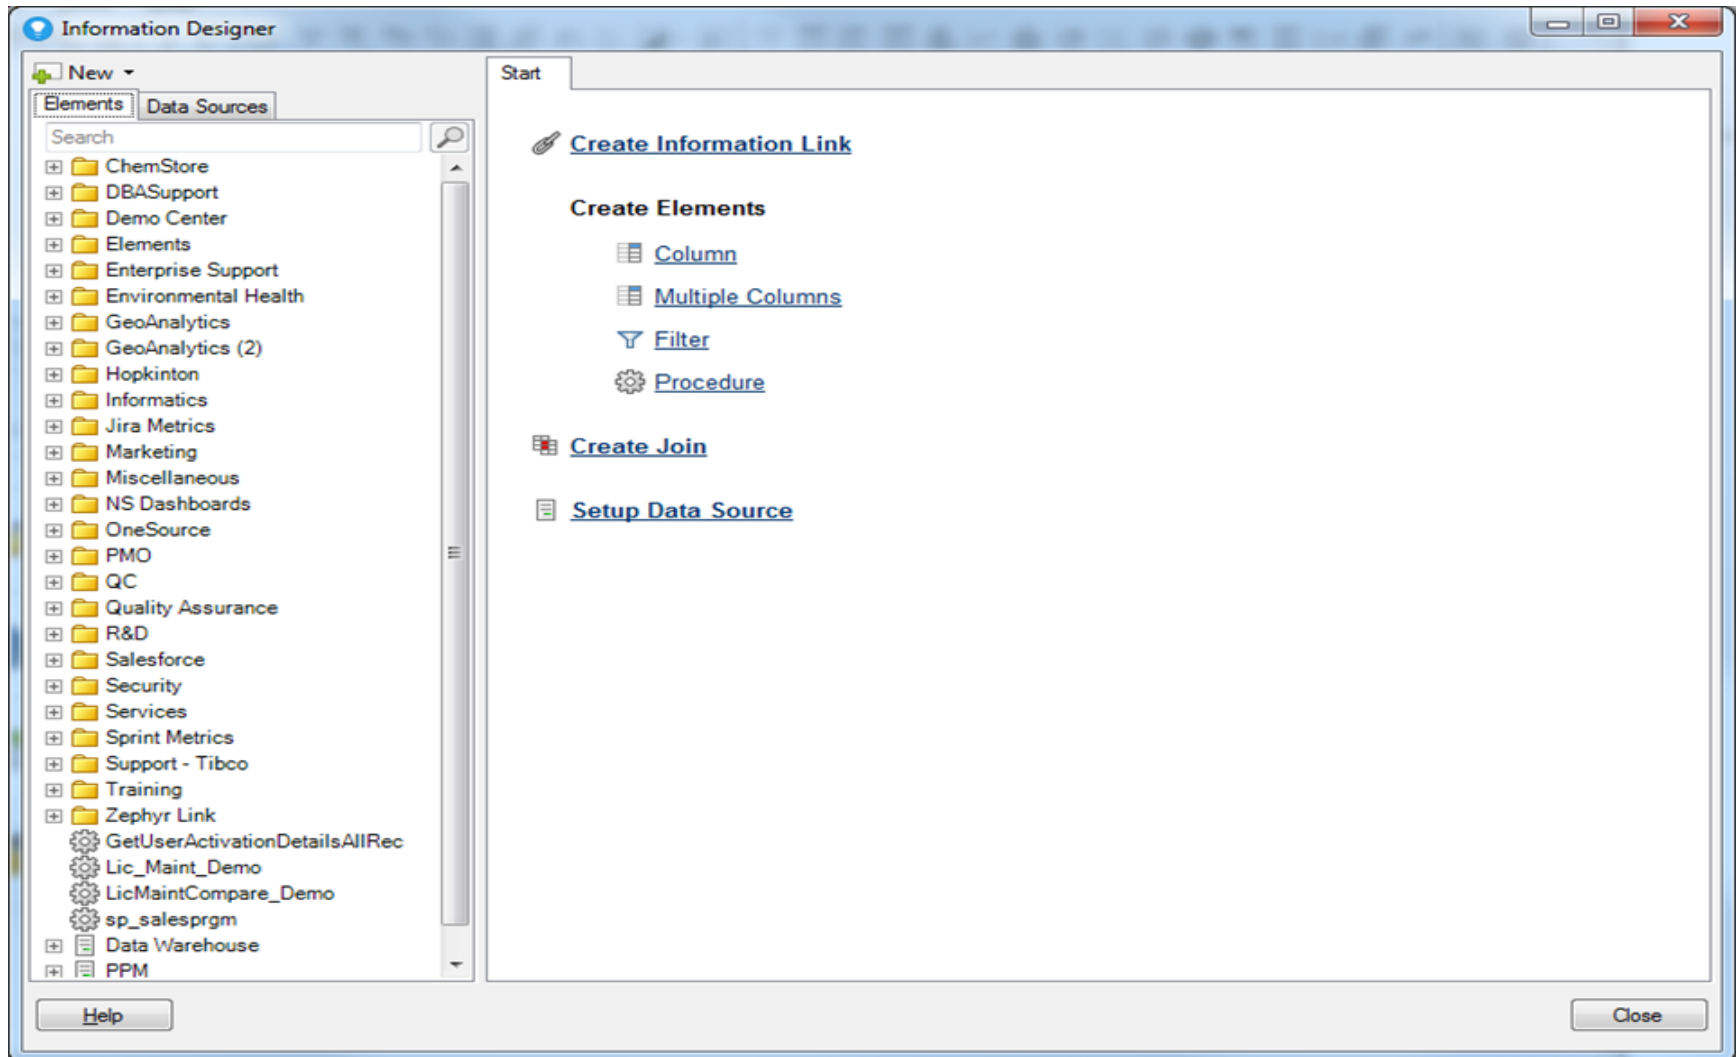 Information Designer
New
Elements
Data Sources
Search
ChemStore
DBASupport
Demo Center
Elements
Enterprise Support
Environmental Health
GeoAnalytics
GeoAnalytics (2)
Hopkinton
Informatics
Jira Metrics
Marketing
Miscellaneous
NS Dashboards
OneSource
PMO
QC
Quality Assurance
R&D
Salesforce
Security
Services
Sprint Metrics
Support - Tibco
Training
Zephyr Link
GetUserActivationDetailsAllRec
Lic_Maint_Demo
LicMaintCompare_Demo
sp_salesprgm
Data Warehouse
PPM
Start
Create Information Link
Create Elements
Column
Multiple Columns
Filter
Procedure
Create Join
Setup Data Source
Help
Close